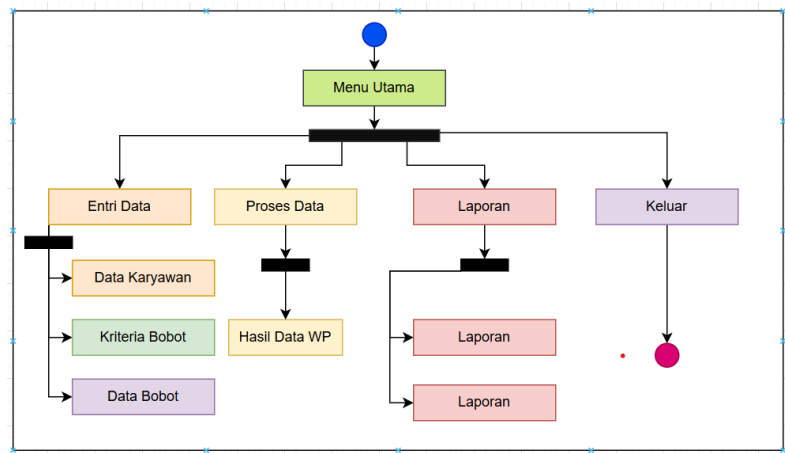 Menu Utama
Entri Data
Proses Data
Laporan
Keluar
Data Karyawan
Kriteria Bobot
Hasil Data WP
Laporan
Data Bobot
Laporan